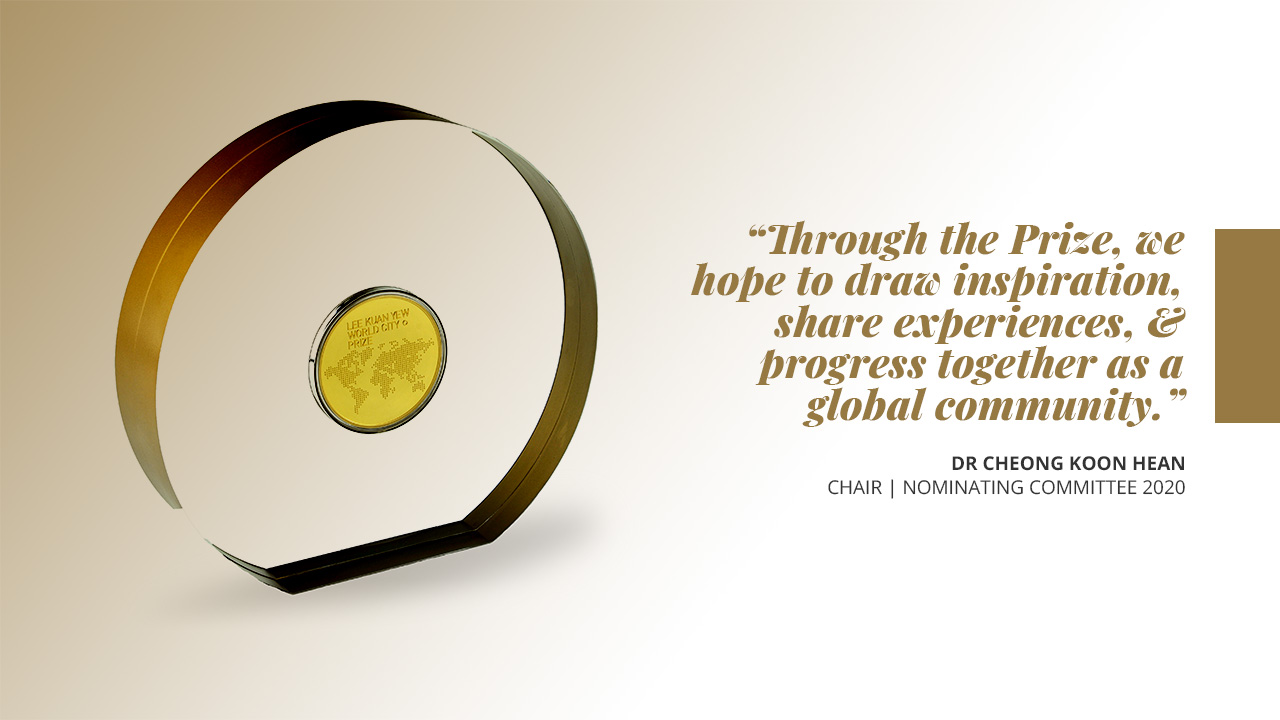 LEE KUAN YEW
WORLD CITY
PRIZE
“Through the Prize, we
hope to draw inspiration,
share experiences, &
progress together as a
global community.”
DR CHEONG KOON HEAN
CHAIR | NOMINATING COMMITTEE 2020